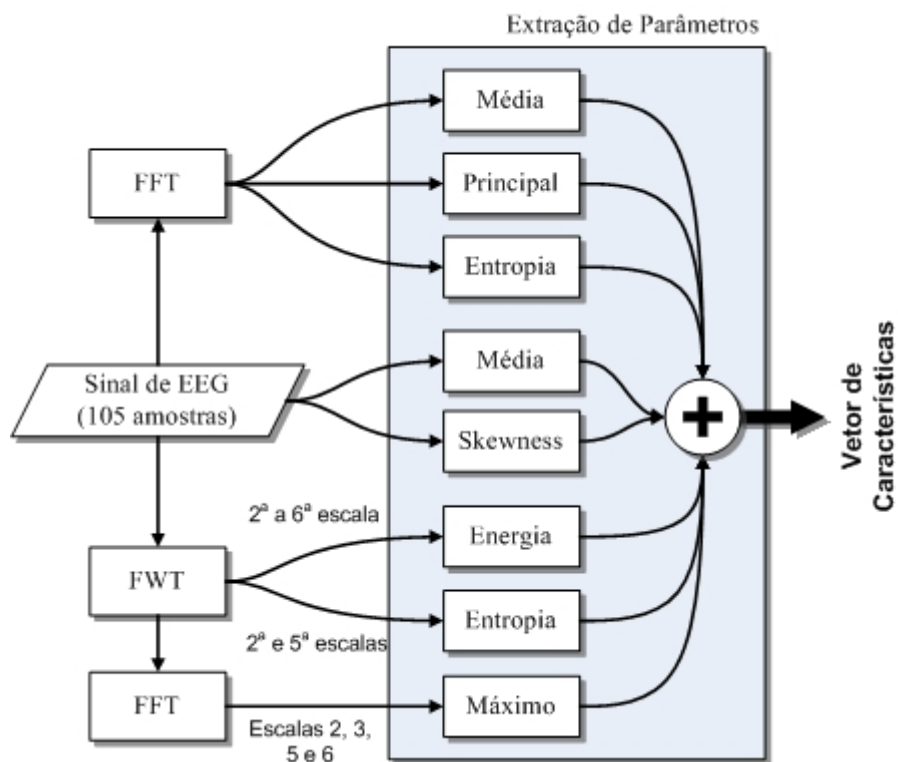 Extração de Parâmetros
Média
FFT
Principal
Entropia
Sinal de EEG
(105 amostras)
Média
Skewness
Vetor de
Características
2ª a 6ª escala
Energia
FWT
Entropia
2ª e 5ª escalas
FFT
Máximo
Escalas 2, 3,
5 e 6